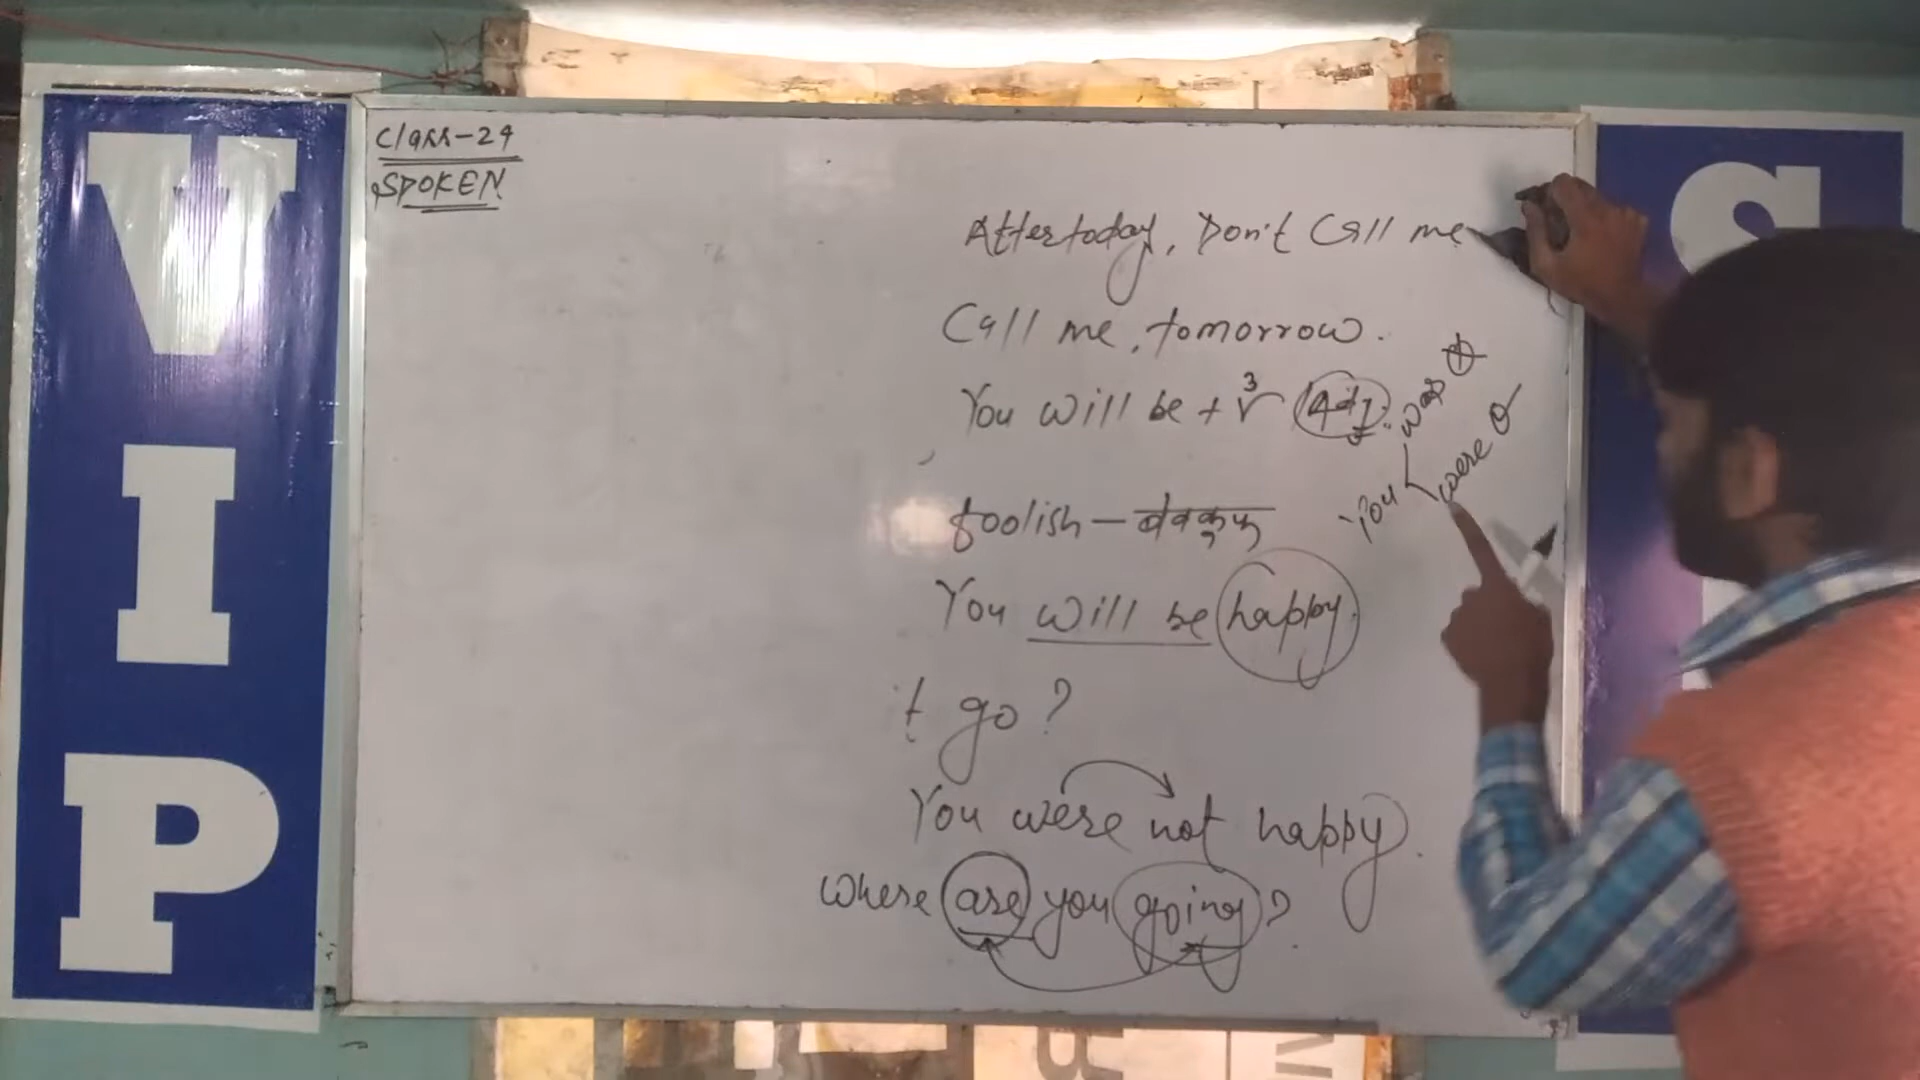 VIP
S
Class-24
SPOKEN
After today, Don't Call me
Call me, tomorrow.
You will be + V3 (Adj.)
You was
were
foolish – बेवकूफ
You will be happy.
it go?
You were not happy.
Where are you going?